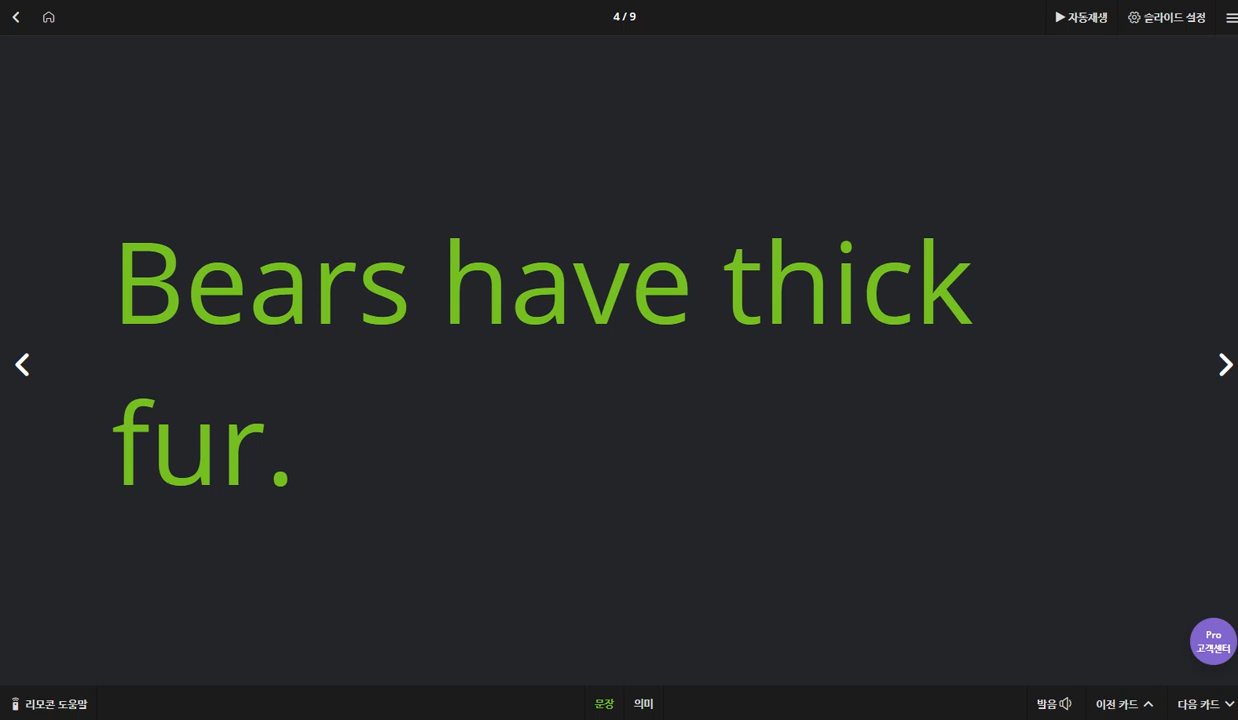 4 / 9
자동재생
슬라이드 설정
Bears have thick
fur.
Pro
고객센터
리모콘 도움말
문장
의미
발음
이전 카드
다음 카드